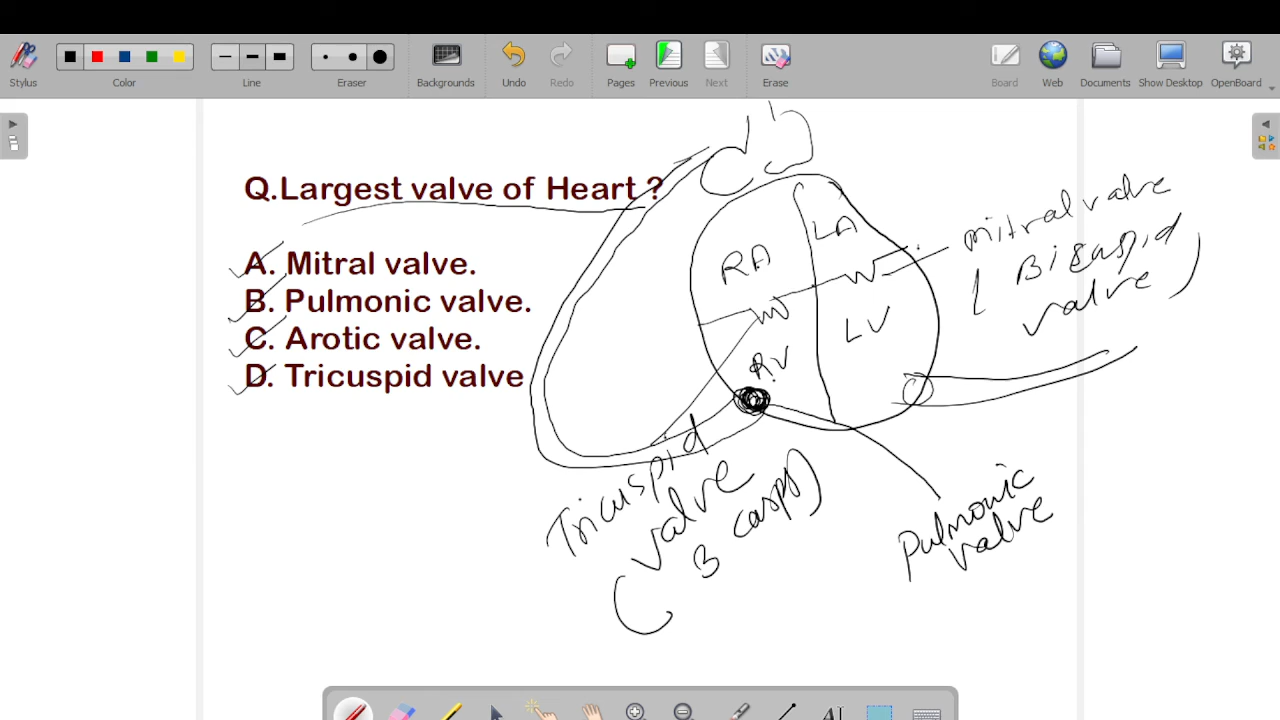 Stylus
Color
Line
Eraser
Backgrounds
Undo
Redo
Pages
Previous
Next
Erase
Board
Web
Documents
Show Desktop
OpenBoard
Q.Largest valve of Heart ?
A. Mitral valve.
B. Pulmonic valve.
C. Arotic valve.
D. Tricuspid valve
RA
LA
RV
LV
mitral valve
( Bicuspid
valve )
Tricuspid
valve
( 3 casps)
Pulmonic
valve